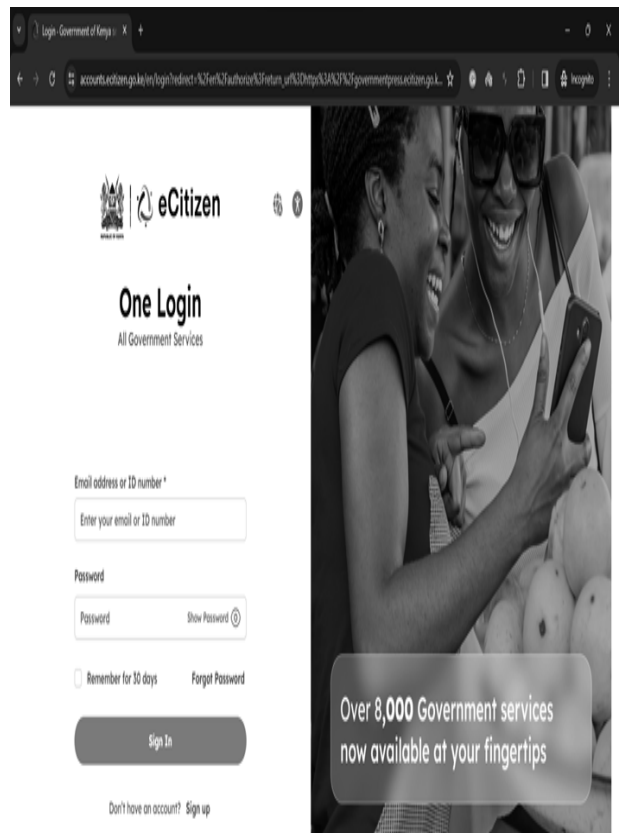 Login - Government of Kenya
accounts.ecitizen.go.ke/en/login?redirect=%2Fen%2Fauthorize%3Freturn_url%3Dhttps%3A%2F%2Fgovernmentpress.ecitizen.go.k...
Incognito
REPUBLIC OF KENYA
eCitizen
One Login
All Government Services
Email address or ID number *
Enter your email or ID number
Password
Password
Show Password
Remember for 30 days
Forgot Password
Sign In
Don't have an account? Sign up
Over 8,000 Government services
now available at your fingertips